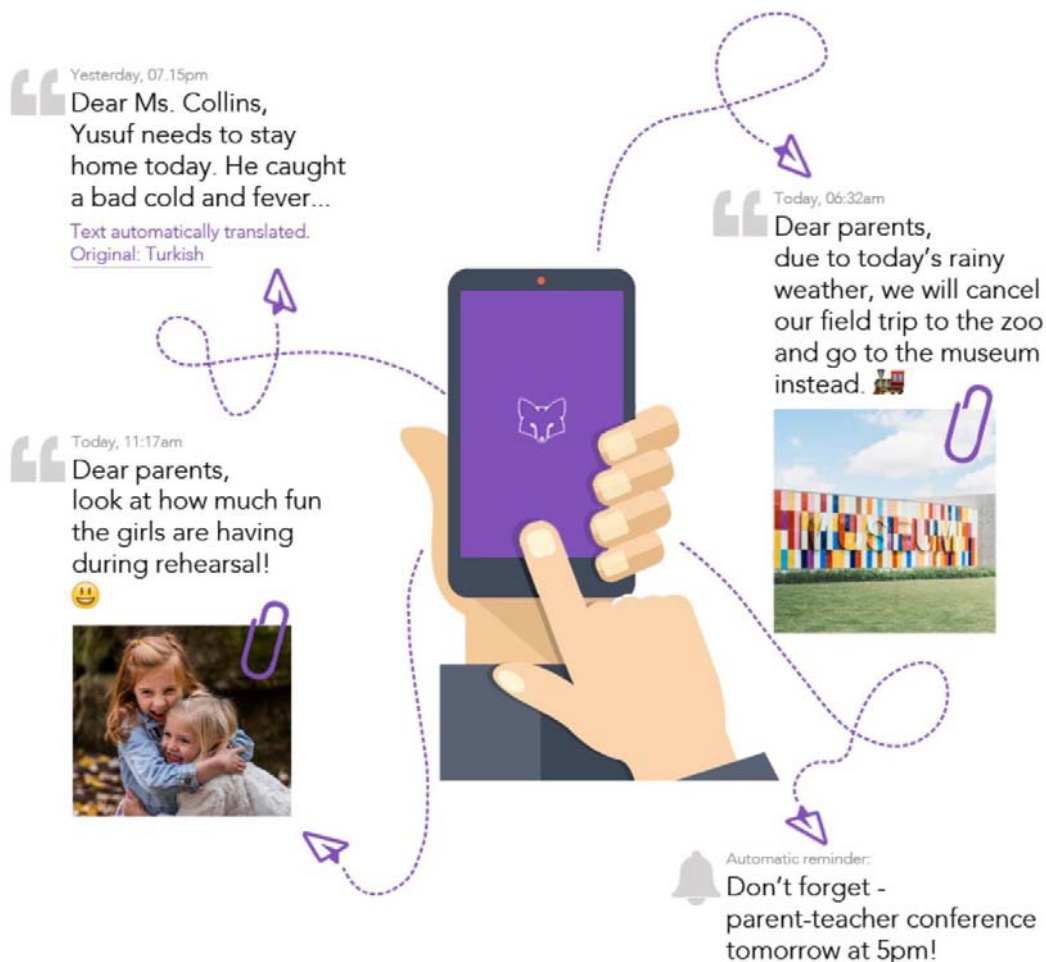 Yesterday, 07.15pm
Dear Ms. Collins,
Yusuf needs to stay
home today. He caught
a bad cold and fever...
Text automatically translated.
Original: Turkish
Today, 06:32am
Dear parents,
due to today's rainy
weather, we will cancel
our field trip to the zoo
and go to the museum
instead. 🚂
MUSEUM
Today, 11:17am
Dear parents,
look at how much fun
the girls are having
during rehearsal!
😃
Automatic reminder:
Don't forget -
parent-teacher conference
tomorrow at 5pm!